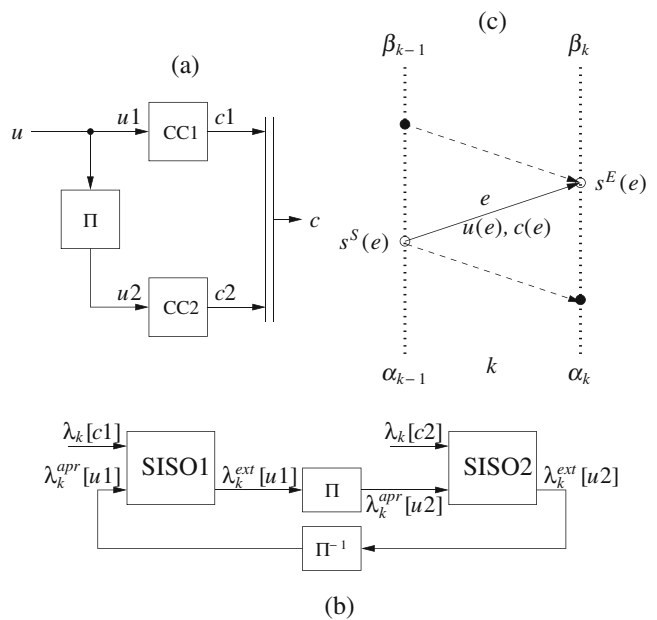 (a)
u
u1
CC1
c1
Π
u2
CC2
c2
c
(c)
β_{k−1}
β_k
s^E(e)
e
u(e), c(e)
s^S(e)
α_{k−1}
k
α_k
λ_k[c1]
λ_k^{apr}[u1]
SISO1
λ_k^{ext}[u1]
Π
λ_k[c2]
λ_k^{apr}[u2]
SISO2
λ_k^{ext}[u2]
Π^{−1}
(b)